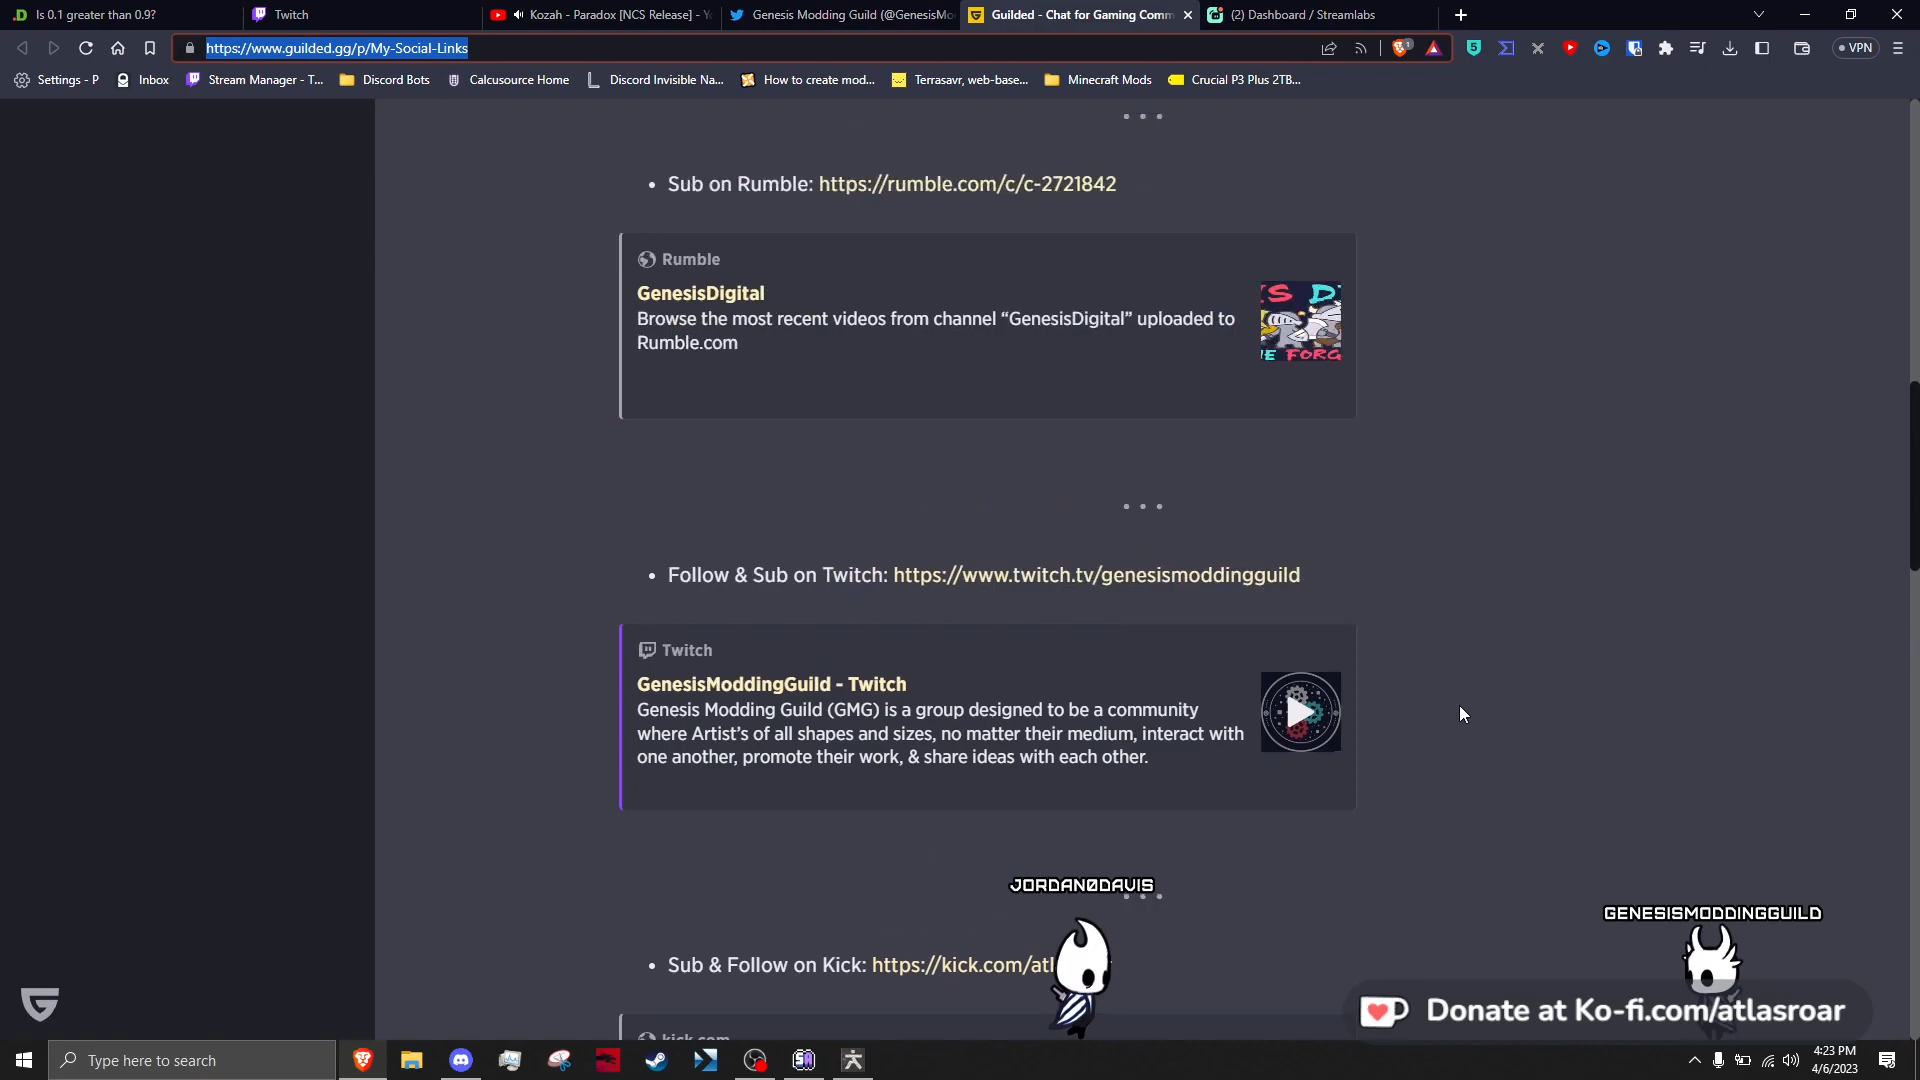 Is 0.1 greater than 0.9?
Twitch
Kozah - Paradox [NCS Release] - Y
Genesis Modding Guild (@GenesisMo
Guilded - Chat for Gaming Comm
(2) Dashboard / Streamlabs
https://www.guilded.gg/p/My-Social-Links
1
5
VPN
Settings - P
Inbox
Stream Manager - T...
Discord Bots
Calcusource Home
Discord Invisible Na...
How to create mod...
Terrasavr, web-base...
Minecraft Mods
Crucial P3 Plus 2TB...
• Sub on Rumble: https://rumble.com/c/c-2721842
Rumble
GenesisDigital
Browse the most recent videos from channel “GenesisDigital” uploaded to
Rumble.com
S D
E FORG
• Follow & Sub on Twitch: https://www.twitch.tv/genesismoddingguild
Twitch
GenesisModdingGuild - Twitch
Genesis Modding Guild (GMG) is a group designed to be a community
where Artist's of all shapes and sizes, no matter their medium, interact with
one another, promote their work, & share ideas with each other.
JORDAN0DAVIS
GENESISMODDINGGUILD
• Sub & Follow on Kick: https://kick.com/atl
Donate at Ko-fi.com/atlasroar
kick.com
Type here to search
4:23 PM
4/6/2023